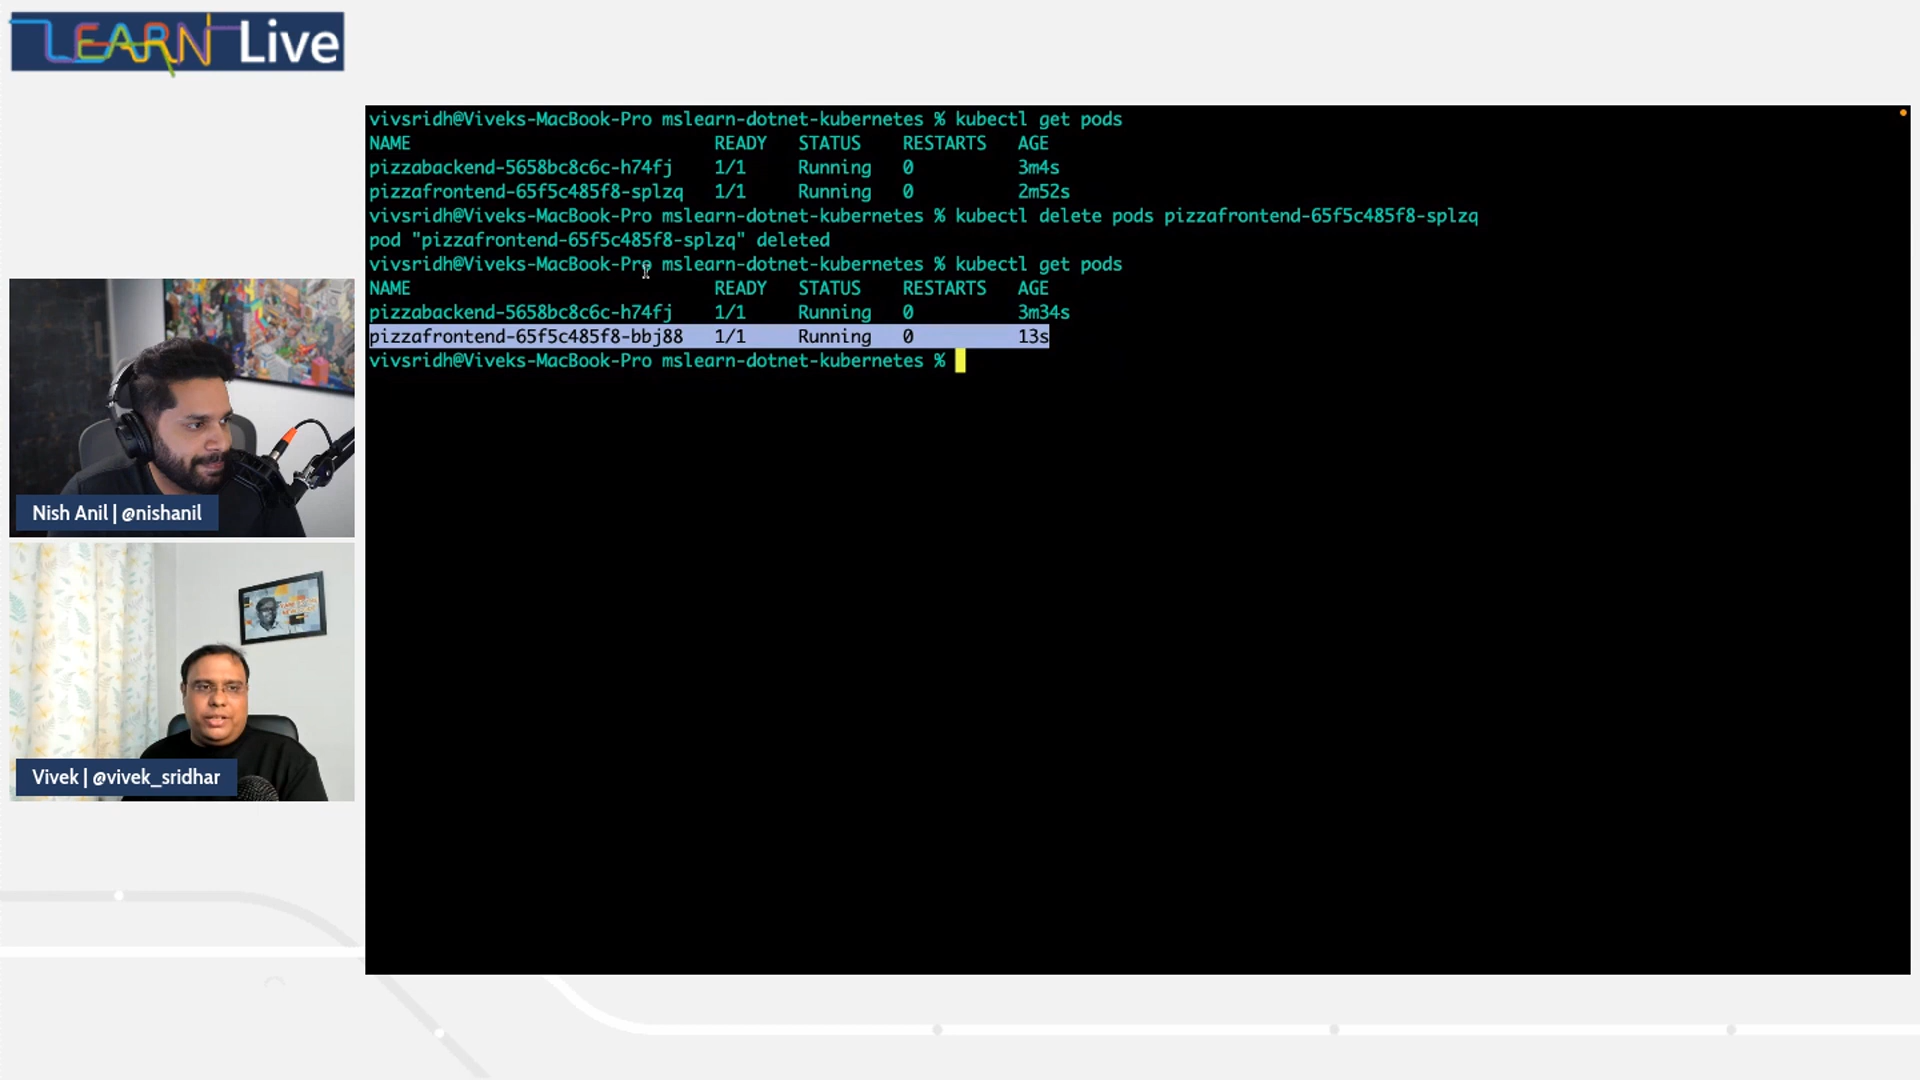 LEARN Live
vivsridh@Viveks-MacBook-Pro mslearn-dotnet-kubernetes % kubectl get pods
NAME READY STATUS RESTARTS AGE
pizzabackend-5658bc8c6c-h74fj 1/1 Running 0 3m4s
pizzafrontend-65f5c485f8-splzq 1/1 Running 0 2m52s
vivsridh@Viveks-MacBook-Pro mslearn-dotnet-kubernetes % kubectl delete pods pizzafrontend-65f5c485f8-splzq
pod "pizzafrontend-65f5c485f8-splzq" deleted
vivsridh@Viveks-MacBook-Pro mslearn-dotnet-kubernetes % kubectl get pods
NAME READY STATUS RESTARTS AGE
pizzabackend-5658bc8c6c-h74fj 1/1 Running 0 3m34s
pizzafrontend-65f5c485f8-bbj88 1/1 Running 0 13s
vivsridh@Viveks-MacBook-Pro mslearn-dotnet-kubernetes %
Nish Anil | @nishanil
Vivek | @vivek_sridhar